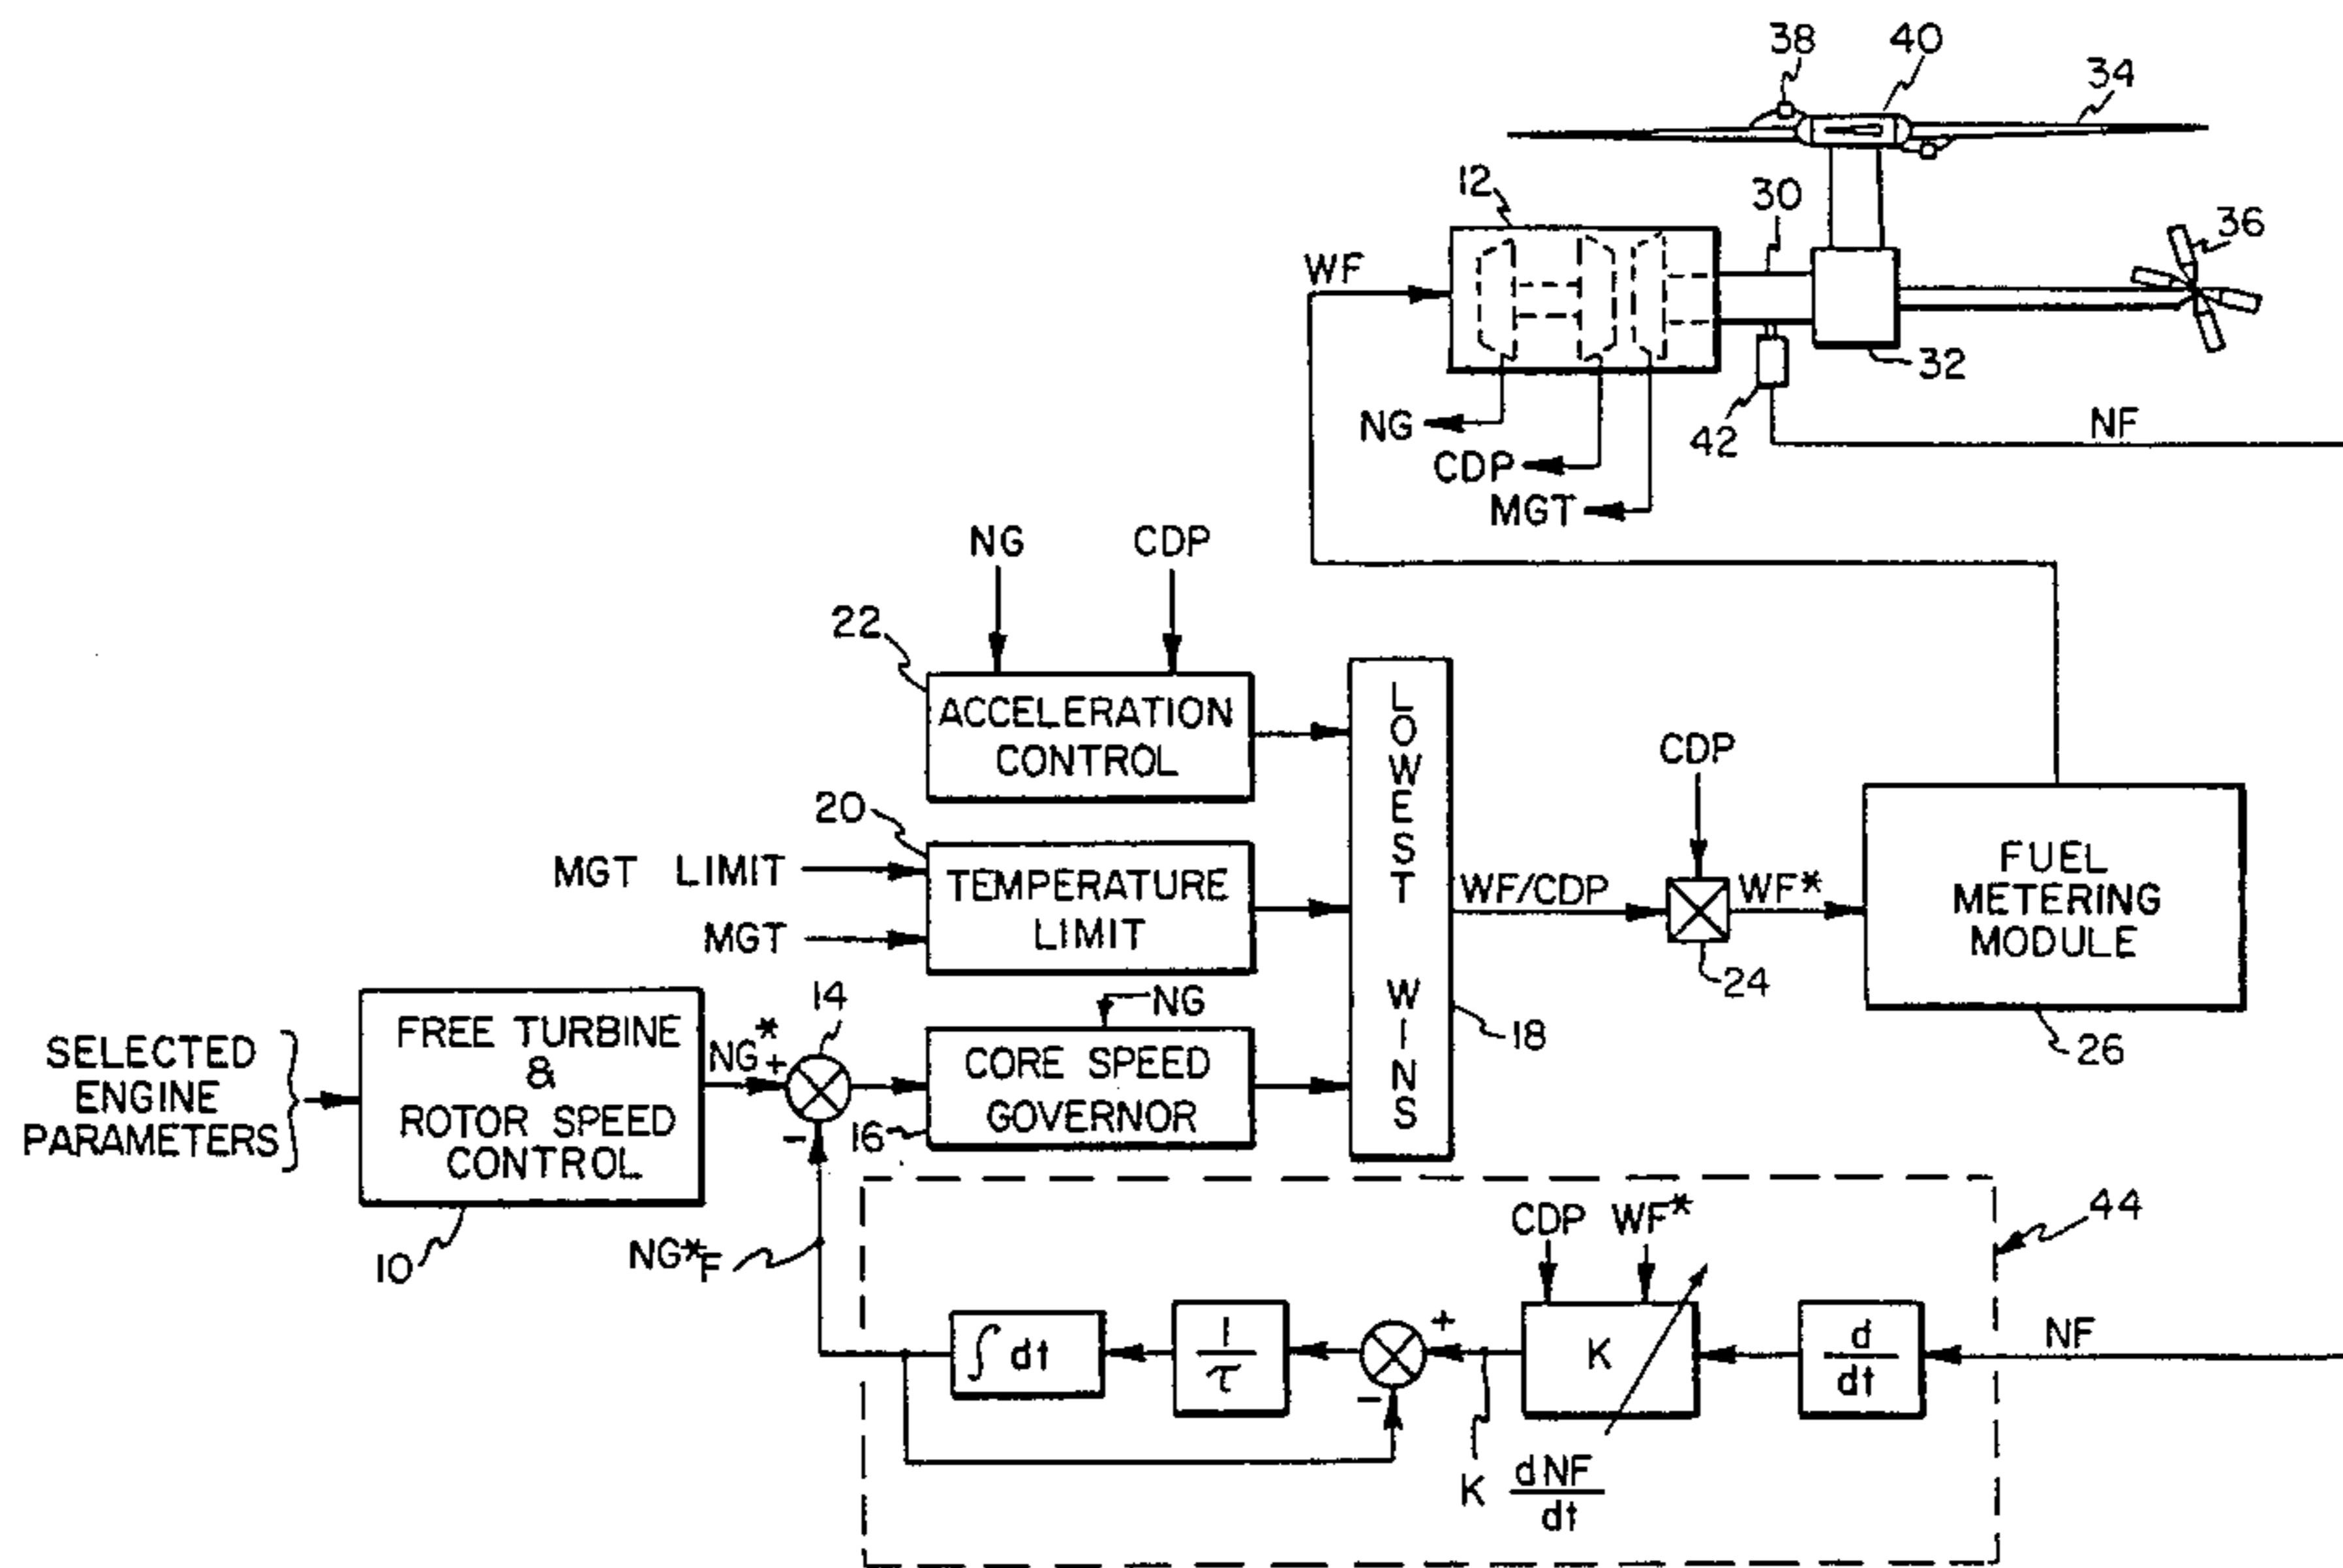 38
40
34
12
30
36
WF
32
NG
42
NF
CDP
MGT
NG
CDP
22
ACCELERATION
CONTROL
LOWEST WINS
CDP
20
MGT LIMIT
TEMPERATURE
LIMIT
MGT
WF/CDP
WF*
FUEL
METERING
MODULE
24
18
26
SELECTED
ENGINE
PARAMETERS
FREE TURBINE
&
ROTOR SPEED
CONTROL
10
NG*
+
14
-
NG
CORE SPEED
GOVERNOR
16
NG*F
CDP WF*
44
∫ dt
1/τ
+
-
K
d/dt
NF
K dNF/dt